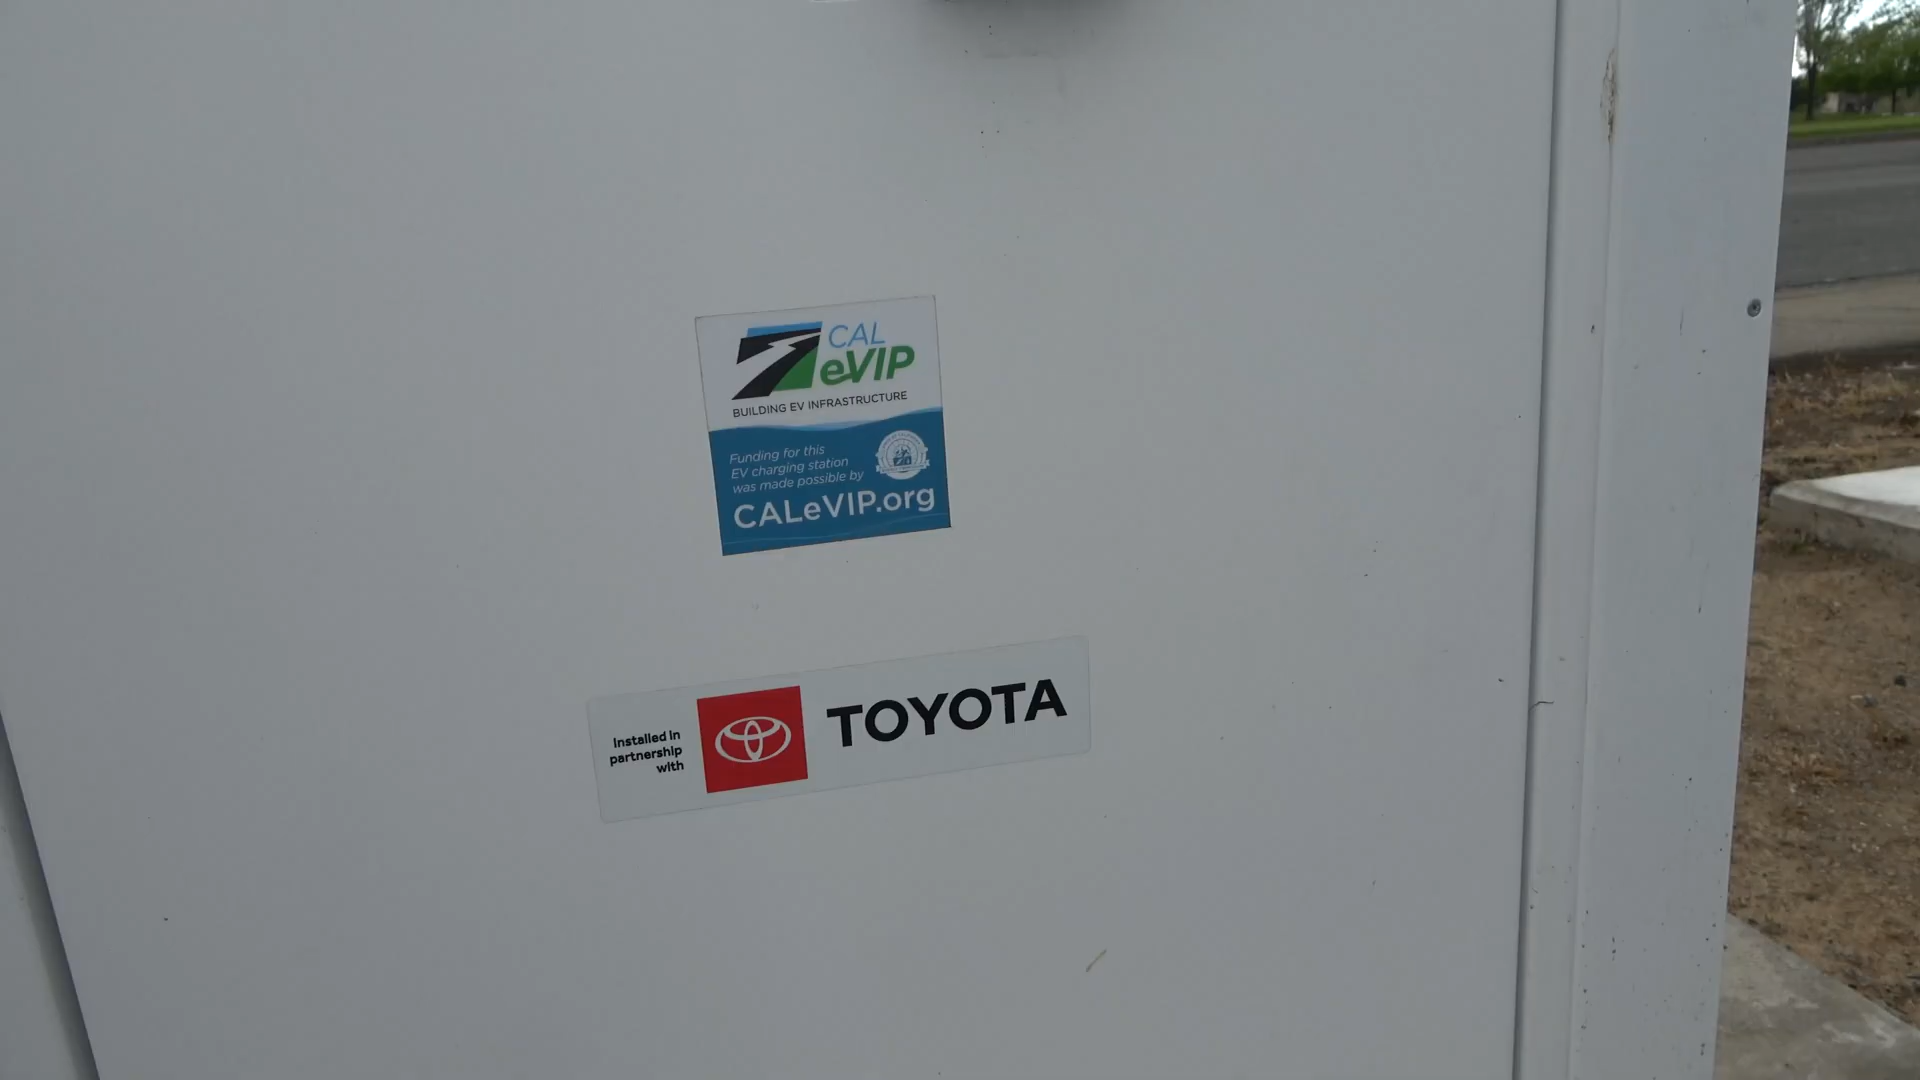 CAL
eVIP
BUILDING EV INFRASTRUCTURE
Funding for this
EV charging station
was made possible by
CALeVIP.org
Installed in
partnership
with
TOYOTA